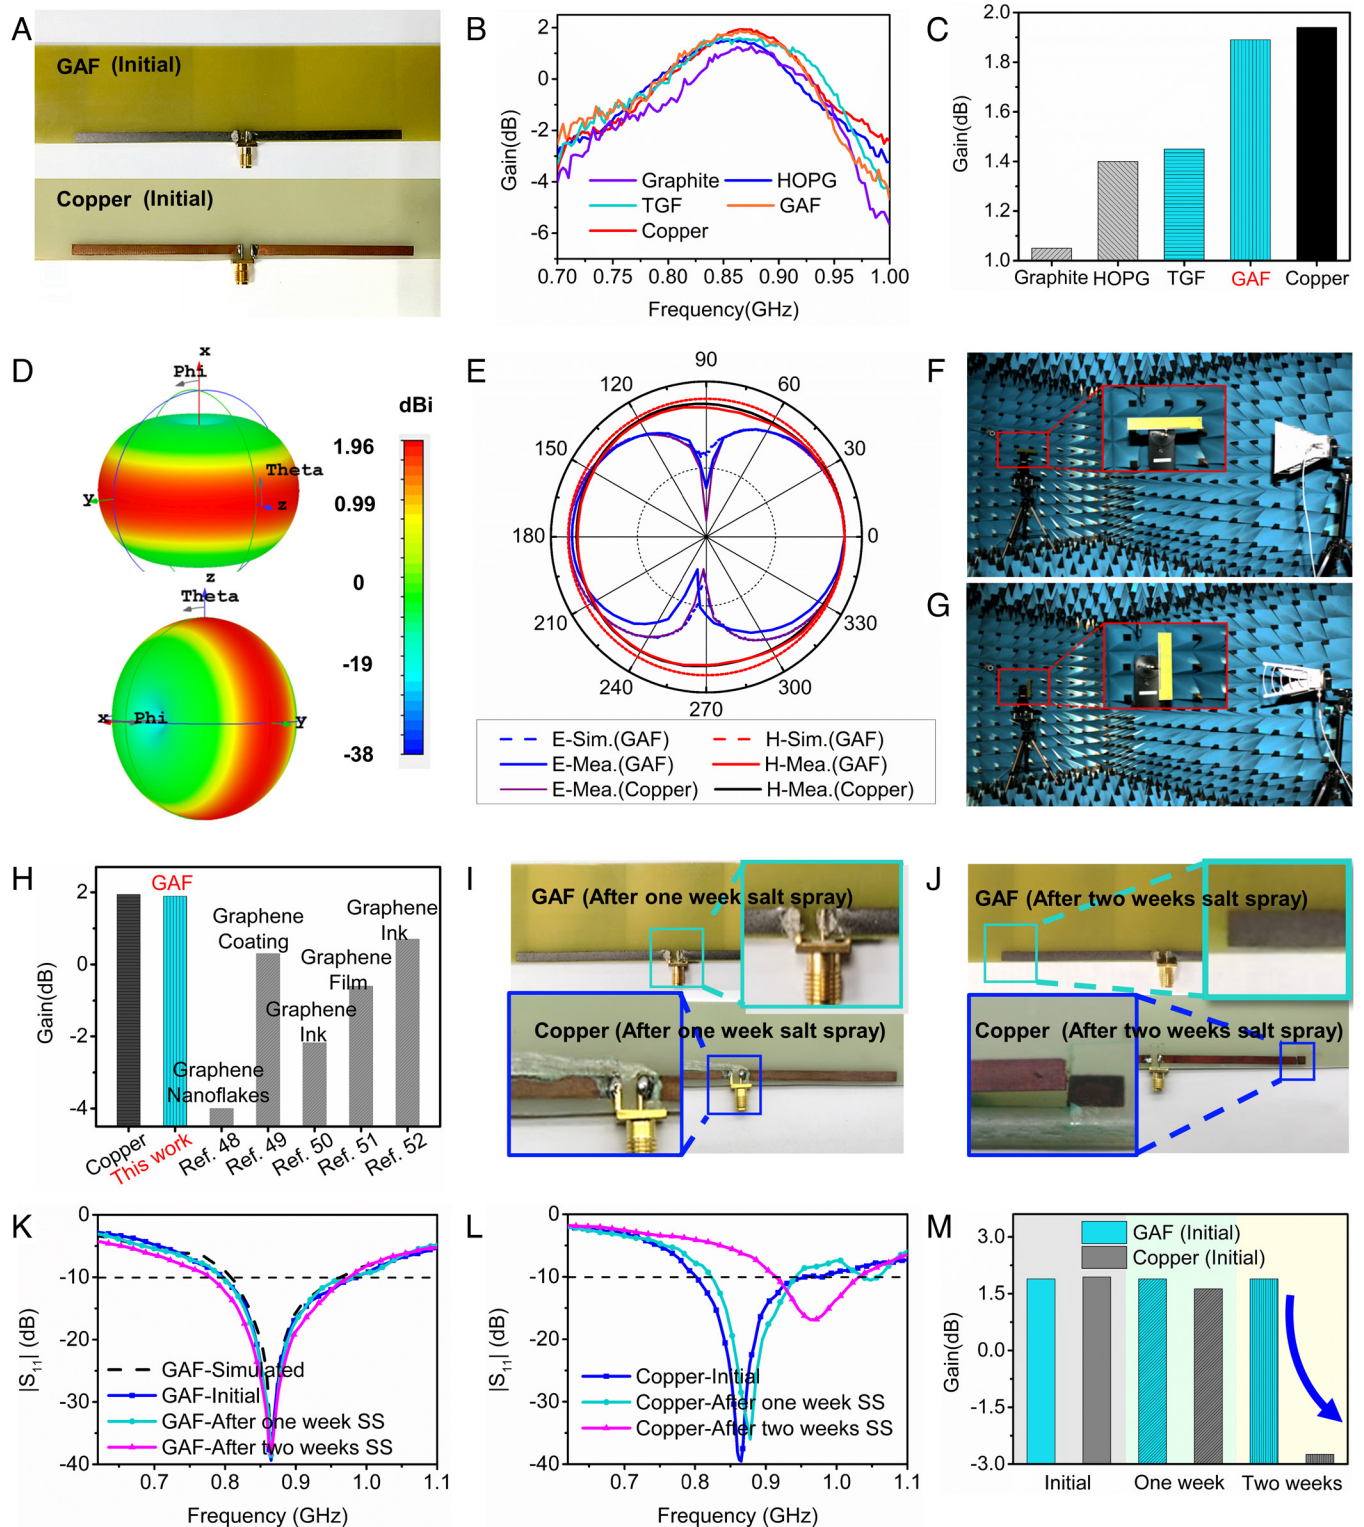 A
GAF (Initial)
Copper (Initial)
B
Gain(dB)
2
0
-2
-4
-6
Graphite
HOPG
TGF
GAF
Copper
0.70 0.75 0.80 0.85 0.90 0.95 1.00
Frequency(GHz)
C
Gain(dB)
2.0
1.8
1.6
1.4
1.2
1.0
Graphite HOPG TGF GAF Copper
D
x
Phi
Theta
y
z
z
Theta
x
Phi
y
dBi
1.96
0.99
0
-19
-38
E
90
120
60
150
30
180
0
210
330
240
300
270
E-Sim.(GAF)
H-Sim.(GAF)
E-Mea.(GAF)
H-Mea.(GAF)
E-Mea.(Copper)
H-Mea.(Copper)
F
G
H
Gain(dB)
2
0
-2
-4
GAF
Graphene
Nanoflakes
Graphene
Coating
Graphene
Ink
Graphene
Film
Graphene
Ink
Copper
This work
Ref. 48
Ref. 49
Ref. 50
Ref. 51
Ref. 52
I
GAF (After one week salt spray)
Copper (After one week salt spray)
J
GAF (After two weeks salt spray)
Copper (After two weeks salt spray)
K
|S11| (dB)
0
-10
-20
-30
-40
GAF-Simulated
GAF-Initial
GAF-After one week SS
GAF-After two weeks SS
0.7 0.8 0.9 1.0 1.1
Frequency (GHz)
L
|S11| (dB)
0
-10
-20
-30
-40
Copper-Initial
Copper-After one week SS
Copper-After two weeks SS
0.7 0.8 0.9 1.0 1.1
Frequency (GHz)
M
Gain(dB)
3.0
1.5
0.0
-1.5
-3.0
GAF (Initial)
Copper (Initial)
Initial One week Two weeks